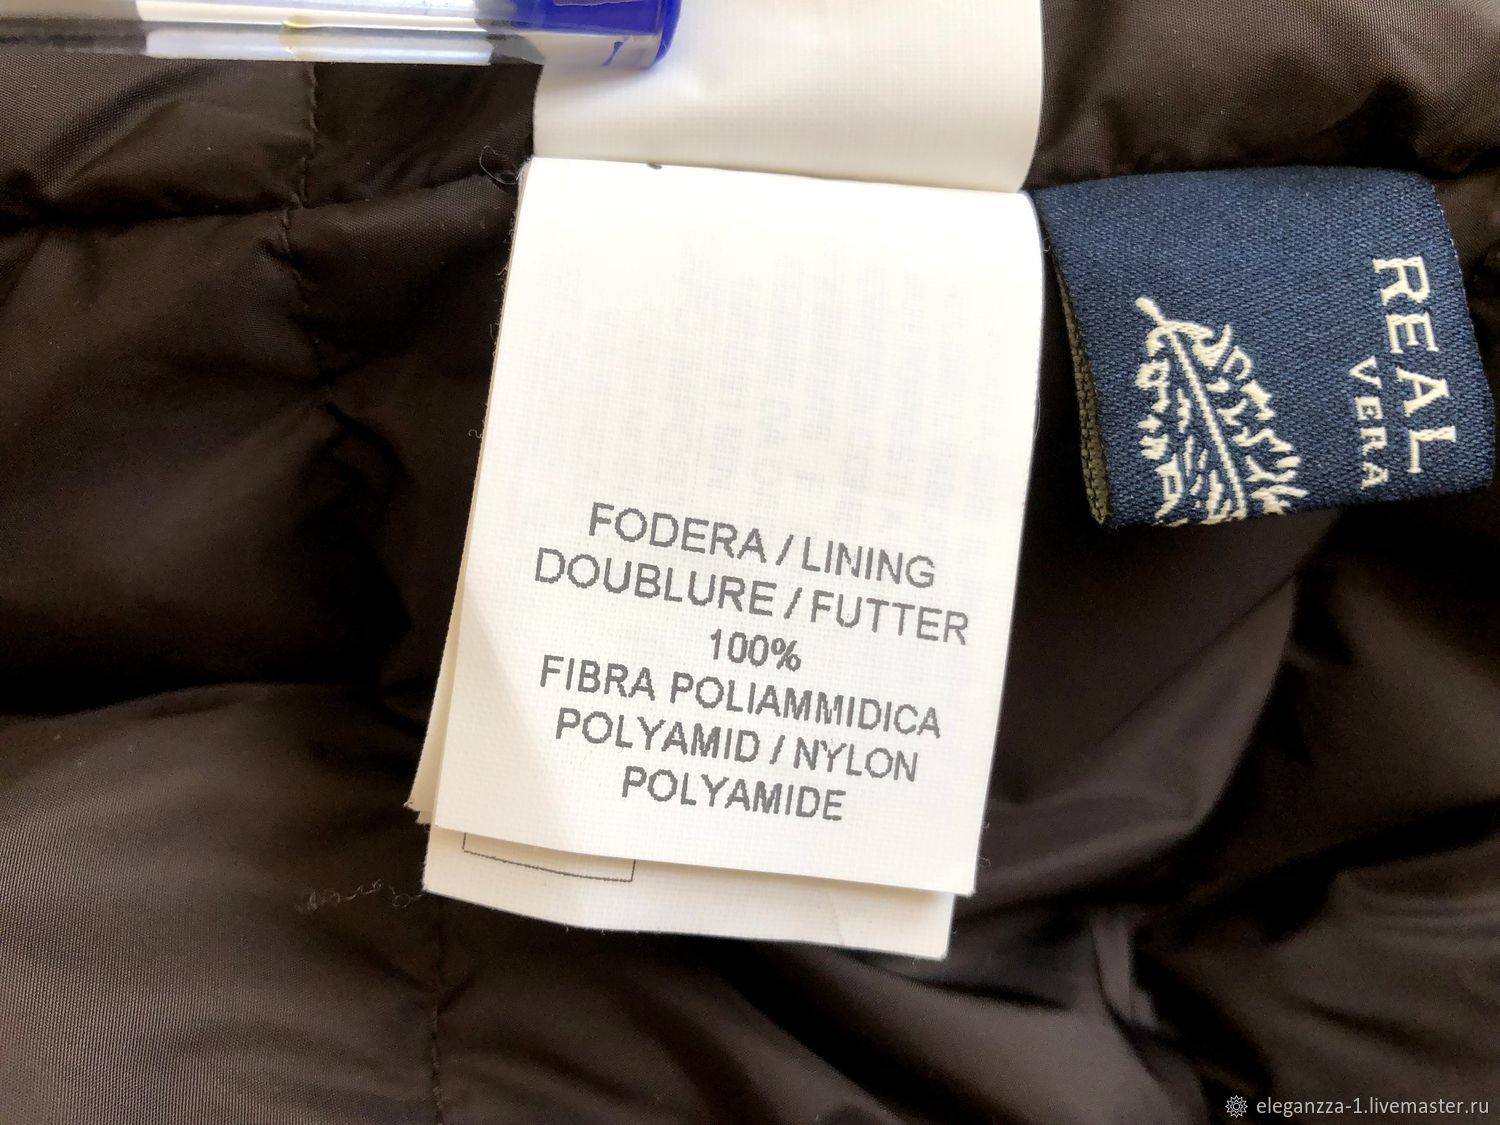 FODERA / LINING
DOUBLURE / FUTTER
100%
FIBRA POLIAMMIDICA
POLYAMID / NYLON
POLYAMIDE
REAL
VERA
eleganzza-1.livemaster.ru